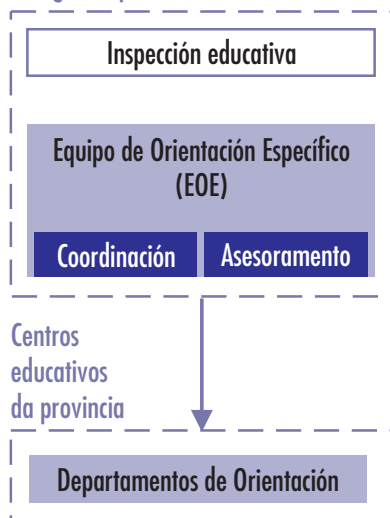 Inspección educativa
Equipo de Orientación Específico
(EOE)
Coordinación
Asesoramento
Centros
educativos
da provincia
Departamentos de Orientación